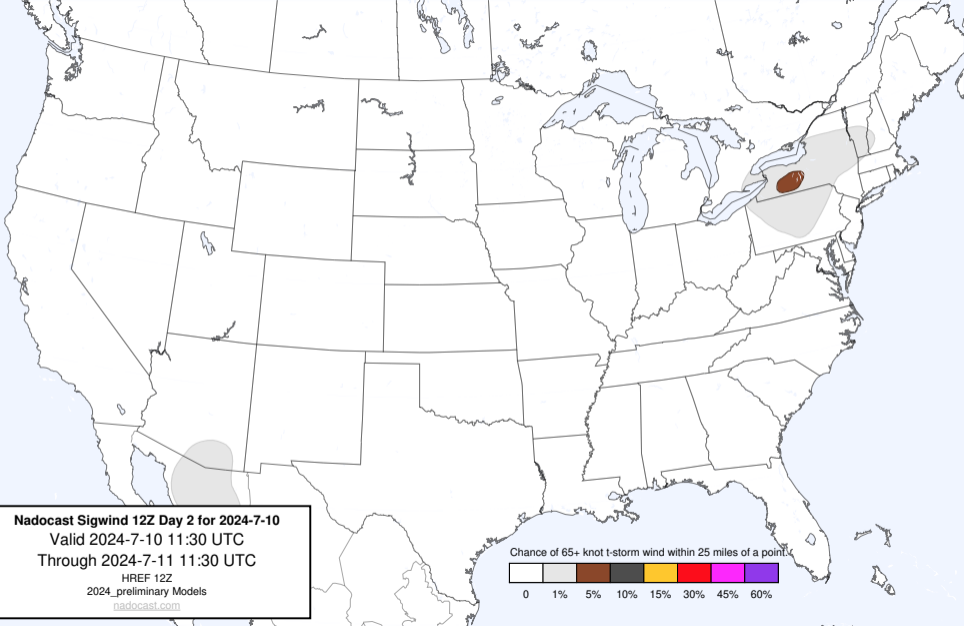 Nadocast Sigwind 12Z Day 2 for 2024-7-10
Valid 2024-7-10 11:30 UTC
Through 2024-7-11 11:30 UTC
HREF 12Z
2024_preliminary Models
nadocast.com
Chance of 65+ knot t-storm wind within 25 miles of a point.
0 1% 5% 10% 15% 30% 45% 60%